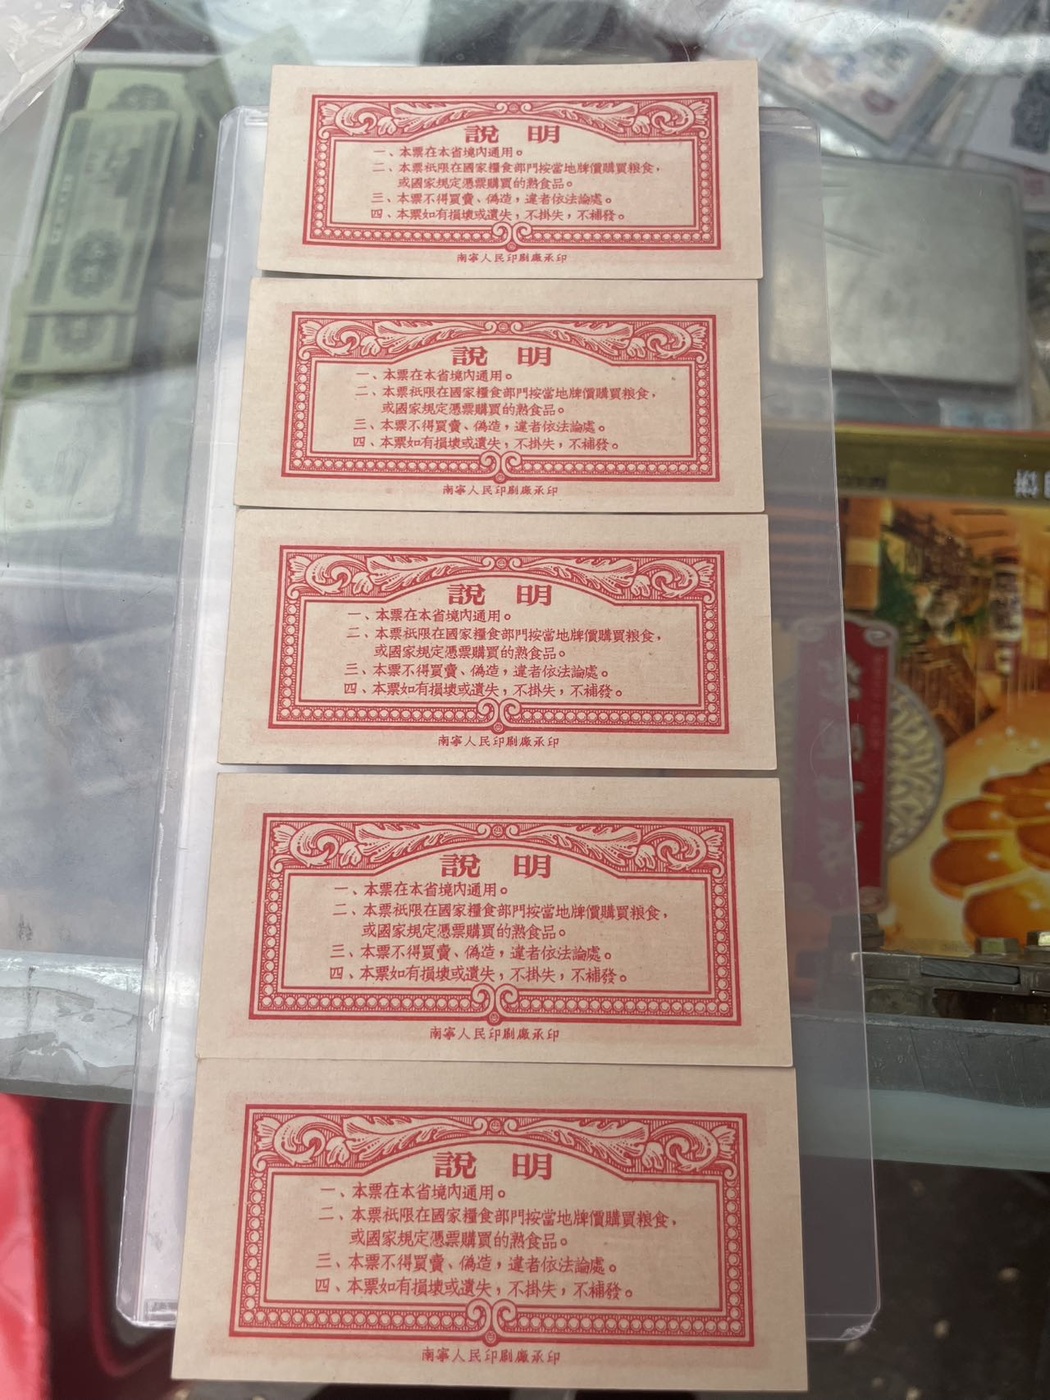 說 明
一、本票在本省境內通用。
二、本票祇限在國家糧食部門按當地牌價購買粮食，
或國家規定憑票購買的熟食品。
三、本票不得買賣、偽造，違者依法論處。
四、本票如有損壞或遺失，不掛失，不補發。
南寧人民印刷廠承印
說 明
一、本票在本省境內通用。
二、本票祇限在國家糧食部門按當地牌價購買粮食，
或國家規定憑票購買的熟食品。
三、本票不得買賣、偽造，違者依法論處。
四、本票如有損壞或遺失，不掛失，不補發。
南寧人民印刷廠承印
說 明
一、本票在本省境內通用。
二、本票祇限在國家糧食部門按當地牌價購買粮食，
或國家規定憑票購買的熟食品。
三、本票不得買賣、偽造，違者依法論處。
四、本票如有損壞或遺失，不掛失，不補發。
南寧人民印刷廠承印
說 明
一、本票在本省境內通用。
二、本票祇限在國家糧食部門按當地牌價購買粮食，
或國家規定憑票購買的熟食品。
三、本票不得買賣、偽造，違者依法論處。
四、本票如有損壞或遺失，不掛失，不補發。
南寧人民印刷廠承印
說 明
一、本票在本省境內通用。
二、本票祇限在國家糧食部門按當地牌價購買粮食，
或國家規定憑票購買的熟食品。
三、本票不得買賣、偽造，違者依法論處。
四、本票如有損壞或遺失，不掛失，不補發。
南寧人民印刷廠承印